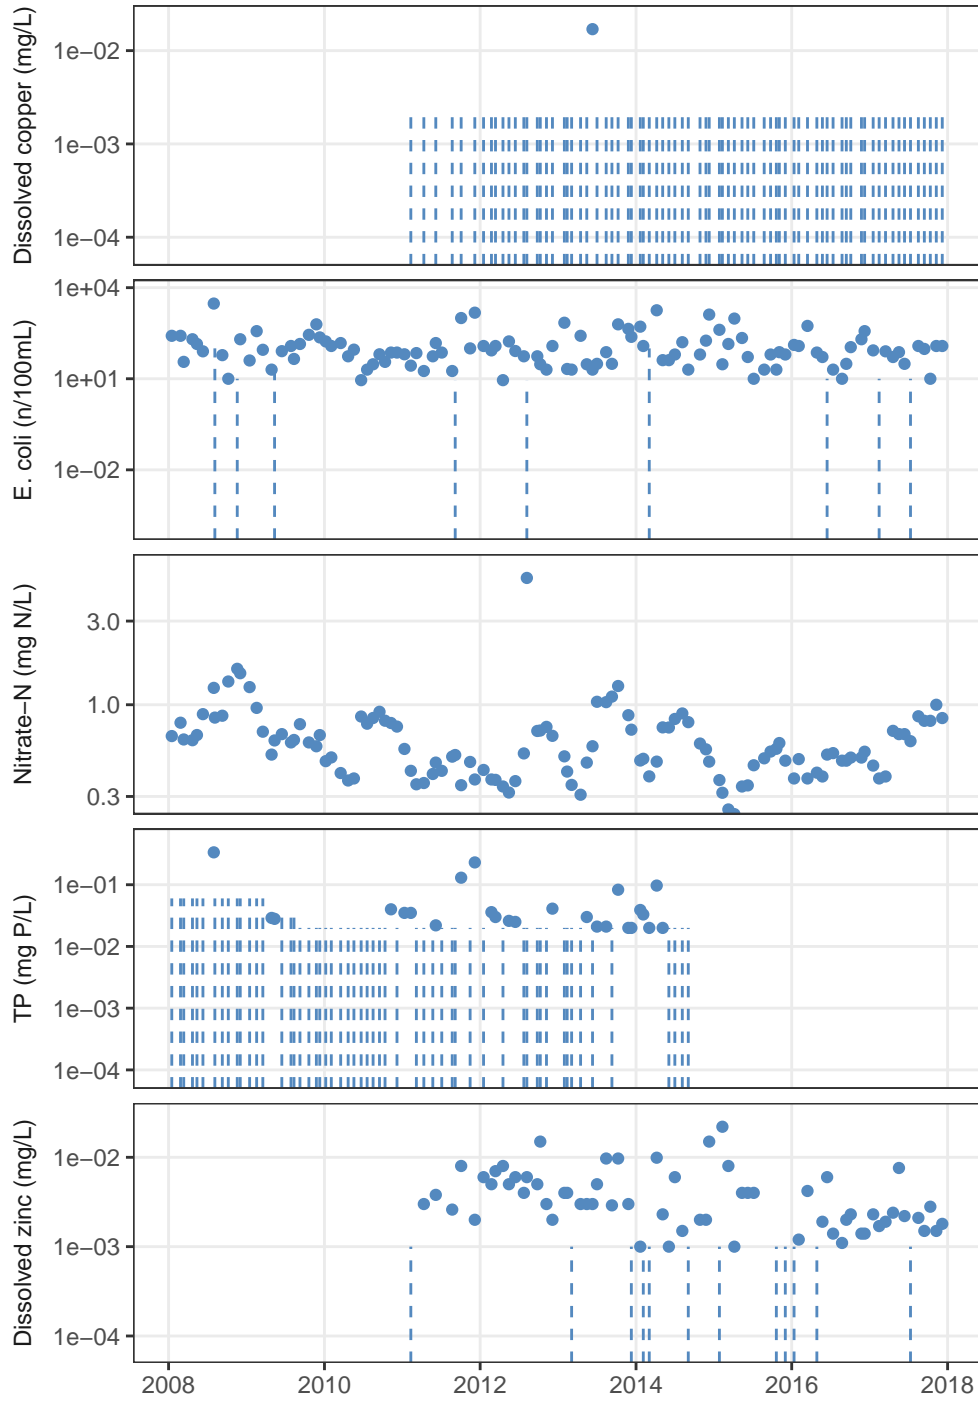 Dissolved copper (mg/L)
1e−02
1e−03
1e−04
E. coli (n/100mL)
1e+04
1e+01
1e−02
Nitrate−N (mg N/L)
3.0
1.0
0.3
TP (mg P/L)
1e−01
1e−02
1e−03
1e−04
Dissolved zinc (mg/L)
1e−02
1e−03
1e−04
2008 2010 2012 2014 2016 2018